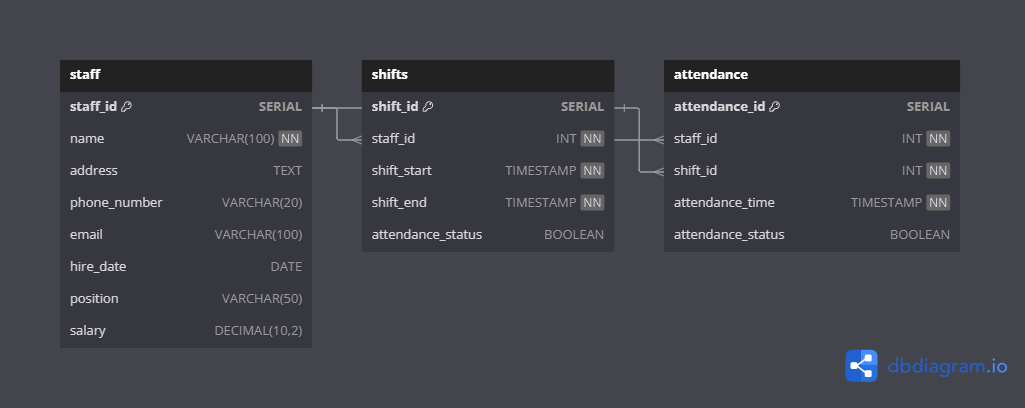 staff
staff_id SERIAL
name VARCHAR(100) NN
address TEXT
phone_number VARCHAR(20)
email VARCHAR(100)
hire_date DATE
position VARCHAR(50)
salary DECIMAL(10,2)
shifts
shift_id SERIAL
staff_id INT NN
shift_start TIMESTAMP NN
shift_end TIMESTAMP NN
attendance_status BOOLEAN
attendance
attendance_id SERIAL
staff_id INT NN
shift_id INT NN
attendance_time TIMESTAMP NN
attendance_status BOOLEAN
dbdiagram.io